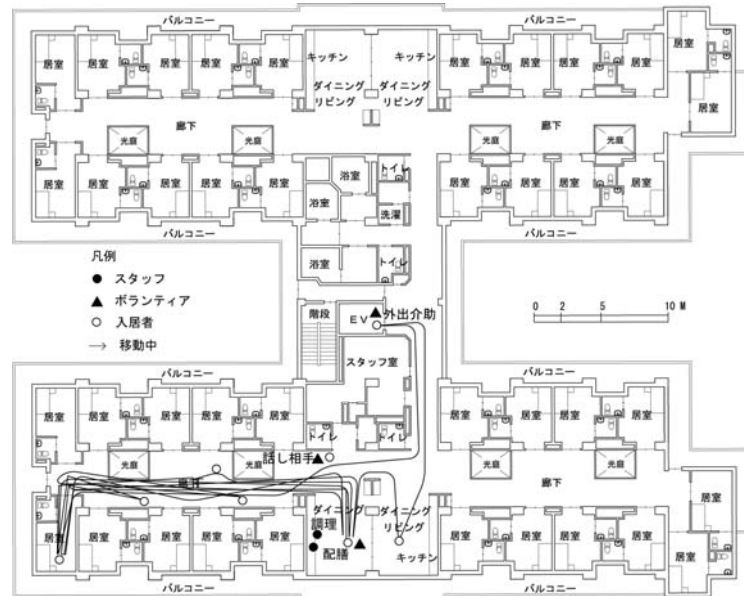 バルコニー バルコニー
居室 居室 居室 居室 居室 キッチン キッチン 居室 居室 居室 居室 居室
ダイニング ダイニング
リビング リビング
居室
廊下 廊下
光庭 光庭 光庭 光庭
居室 居室 居室 居室 居室 浴室 トイレ 居室 居室 居室 居室
浴室 洗濯
バルコニー バルコニー
浴室 トイレ
凡例
● スタッフ
▲ ボランティア
○ 入居者
→ 移動中
階段 EV 外出介助
0 2 5 10 M
スタッフ室
バルコニー バルコニー
居室 居室 居室 居室 居室 居室 居室 居室 居室
トイレ トイレ
話し相手
光庭 光庭 光庭 光庭
廊下
居室
ダイニング ダイニング
リビング
調理
配膳
キッチン
居室 居室 居室 居室 居室 居室 居室 居室 居室 居室
バルコニー バルコニー